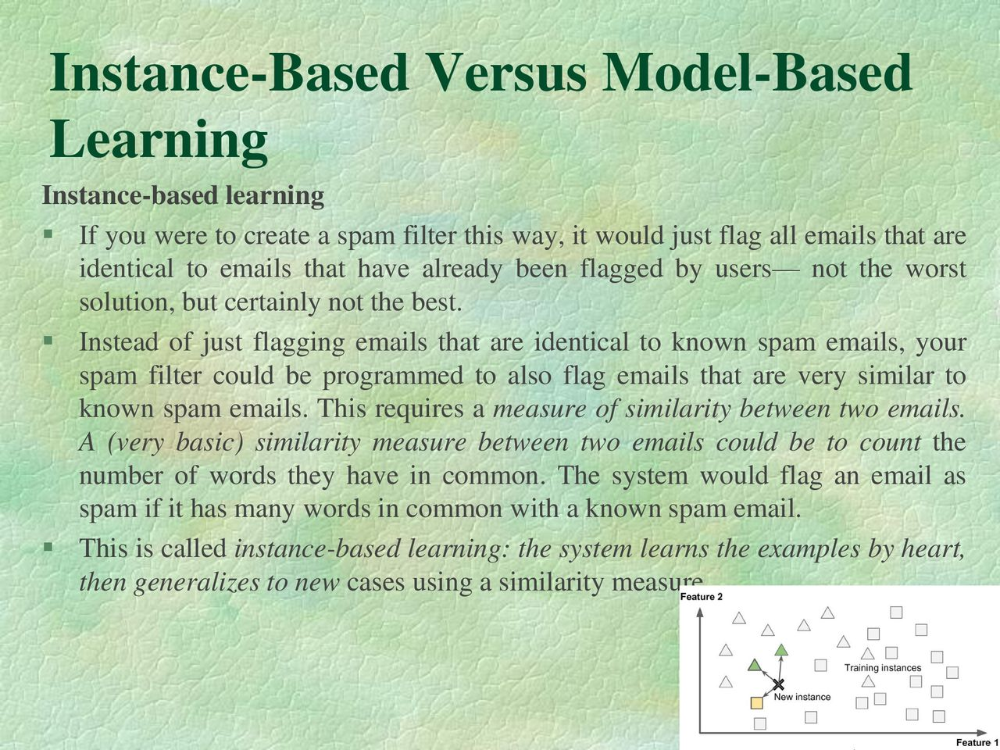 Instance-Based Versus Model-Based
Learning
Instance-based learning
▪ If you were to create a spam filter this way, it would just flag all emails that are
identical to emails that have already been flagged by users— not the worst
solution, but certainly not the best.
▪ Instead of just flagging emails that are identical to known spam emails, your
spam filter could be programmed to also flag emails that are very similar to
known spam emails. This requires a measure of similarity between two emails.
A (very basic) similarity measure between two emails could be to count the
number of words they have in common. The system would flag an email as
spam if it has many words in common with a known spam email.
▪ This is called instance-based learning: the system learns the examples by heart,
then generalizes to new cases using a similarity measure
Feature 2
Training instances
New instance
Feature 1